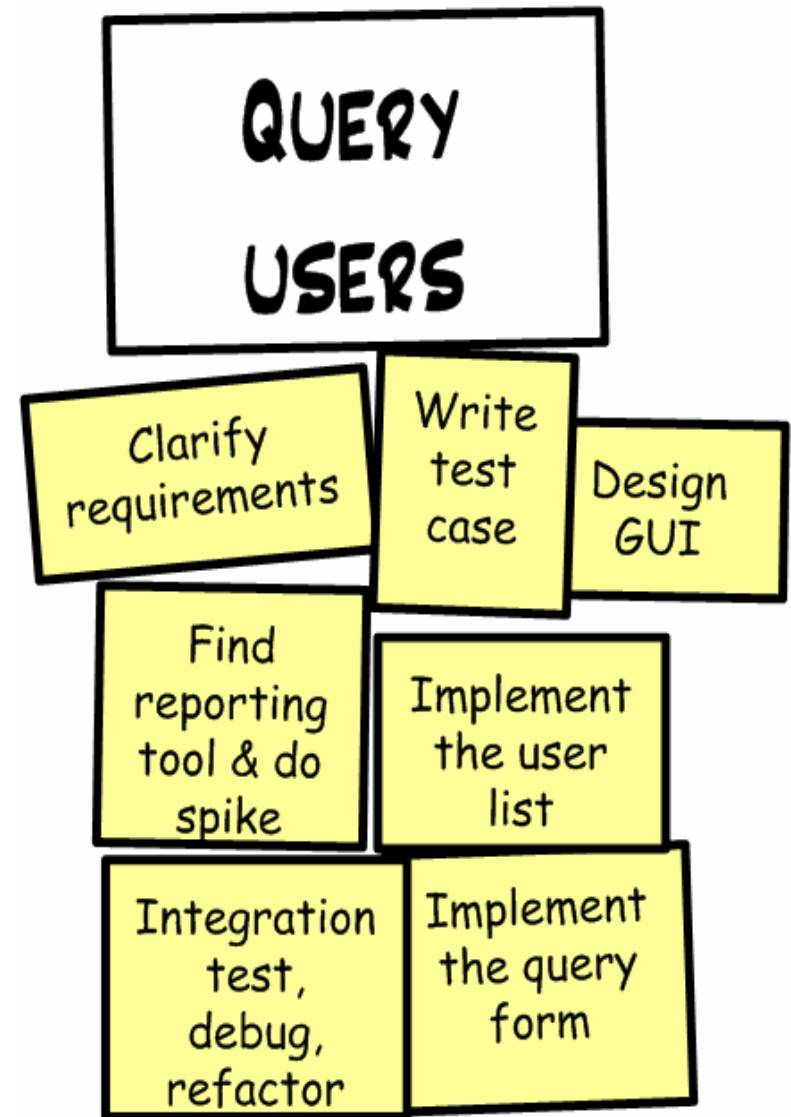 QUERY
USERS
Clarify
requirements
Write
test
case
Design
GUI
Find
reporting
tool & do
spike
Implement
the user
list
Integration
test,
debug,
refactor
Implement
the query
form